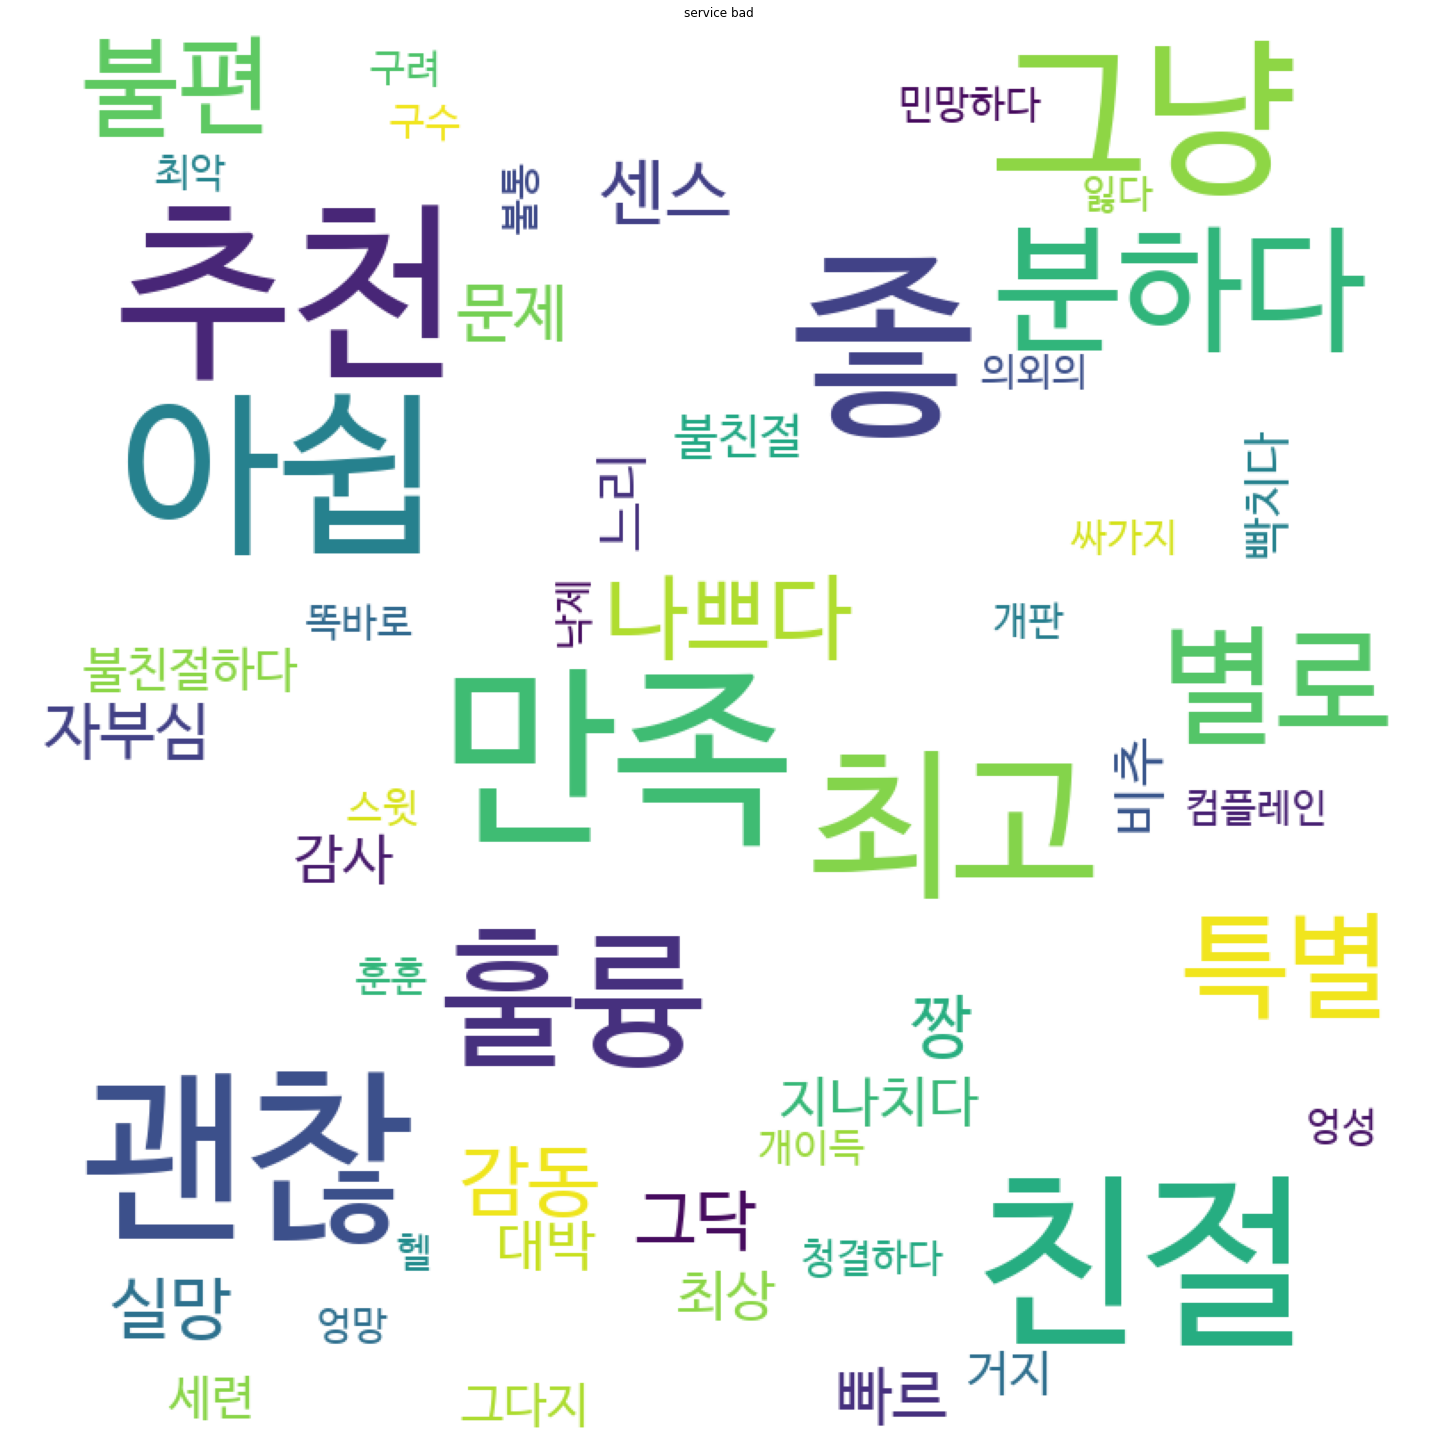 service bad
불편
구려
구수
민망하다
그냥
최악
불통
센스
잃다
추천
문제
좋
분하다
의외의
아쉽
불친절
느리
빡치다
싸가지
낙제
나쁘다
똑바로
개판
별로
불친절하다
자부심
만족
최고
비추
컴플레인
스윗
감사
특별
훌륭
훈훈
짱
괜찮
지나치다
개이득
엉성
감동
그닥
친절
대박
헬
청결하다
실망
최상
엉망
세련
그다지
빠르
거지